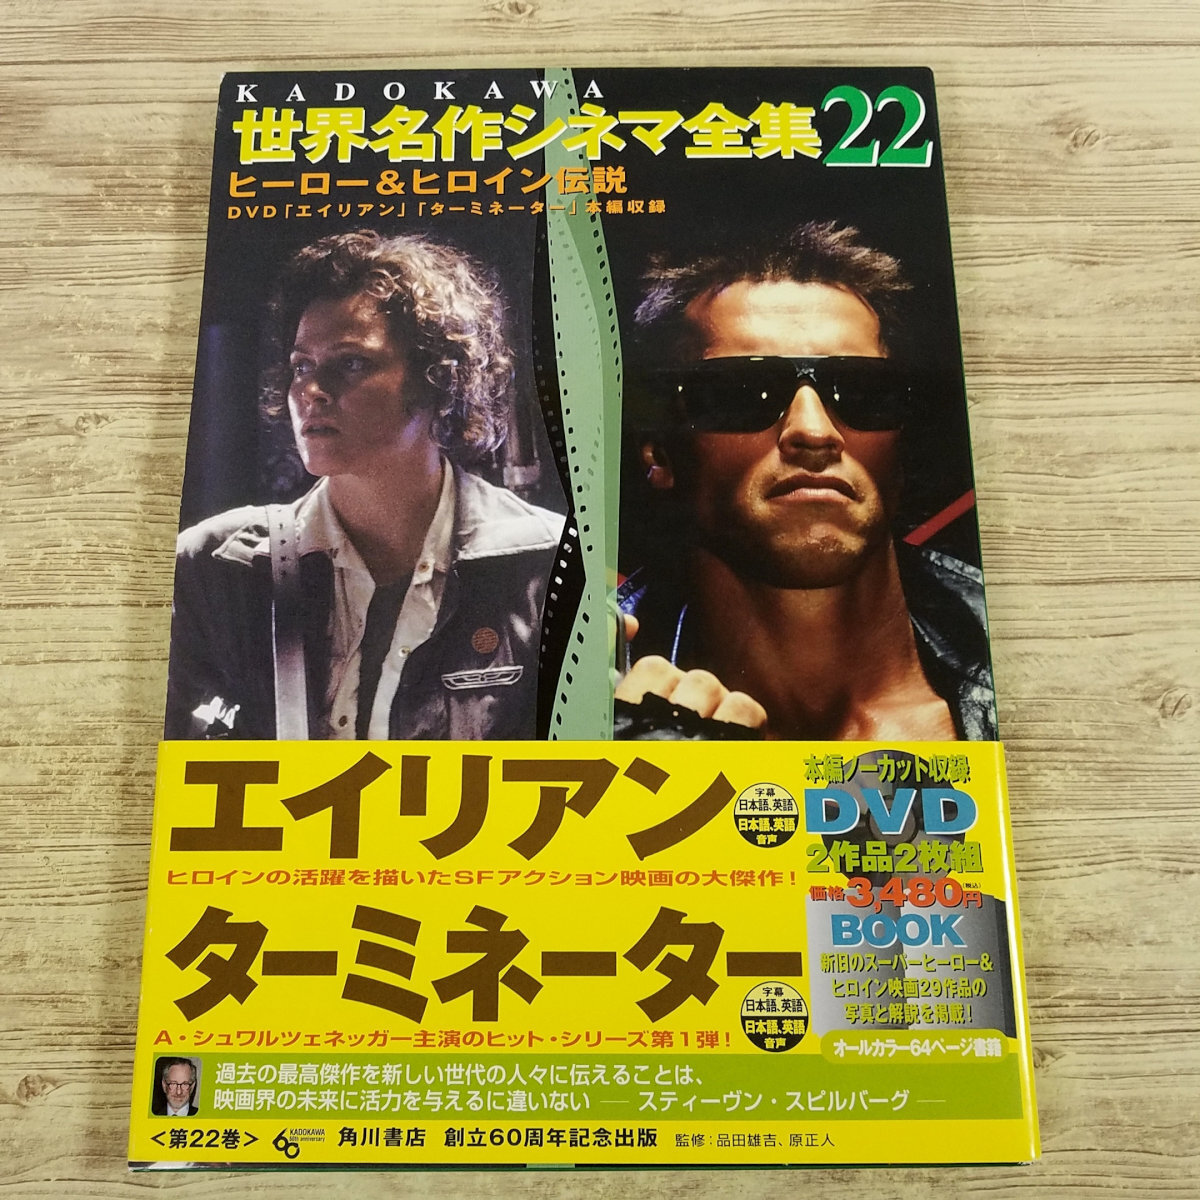 KADOKAWA
世界名作シネマ全集22
ヒーロー&ヒロイン伝説
DVD「エイリアン」「ターミネーター」本編収録
エイリアン
字幕
日本語、英語
日本語、英語
音声
ヒロインの活躍を描いたSFアクション映画の大傑作!
ターミネーター
字幕
日本語、英語
日本語、英語
音声
A・シュワルツェネッガー主演のヒット・シリーズ第1弾!
本編ノーカット収録
DVD
2作品2枚組
価格3,480円(税込)
BOOK
新旧のスーパーヒーロー&
ヒロイン映画29作品の
写真と解説を掲載!
オールカラー64ページ書籍
過去の最高傑作を新しい世代の人々に伝えることは、
映画界の未来に活力を与えるに違いない ― スティーヴン・スピルバーグ ―
<第22巻> 60 KADOKAWA 60th anniversary 角川書店 創立60周年記念出版 監修:品田雄吉、原正人